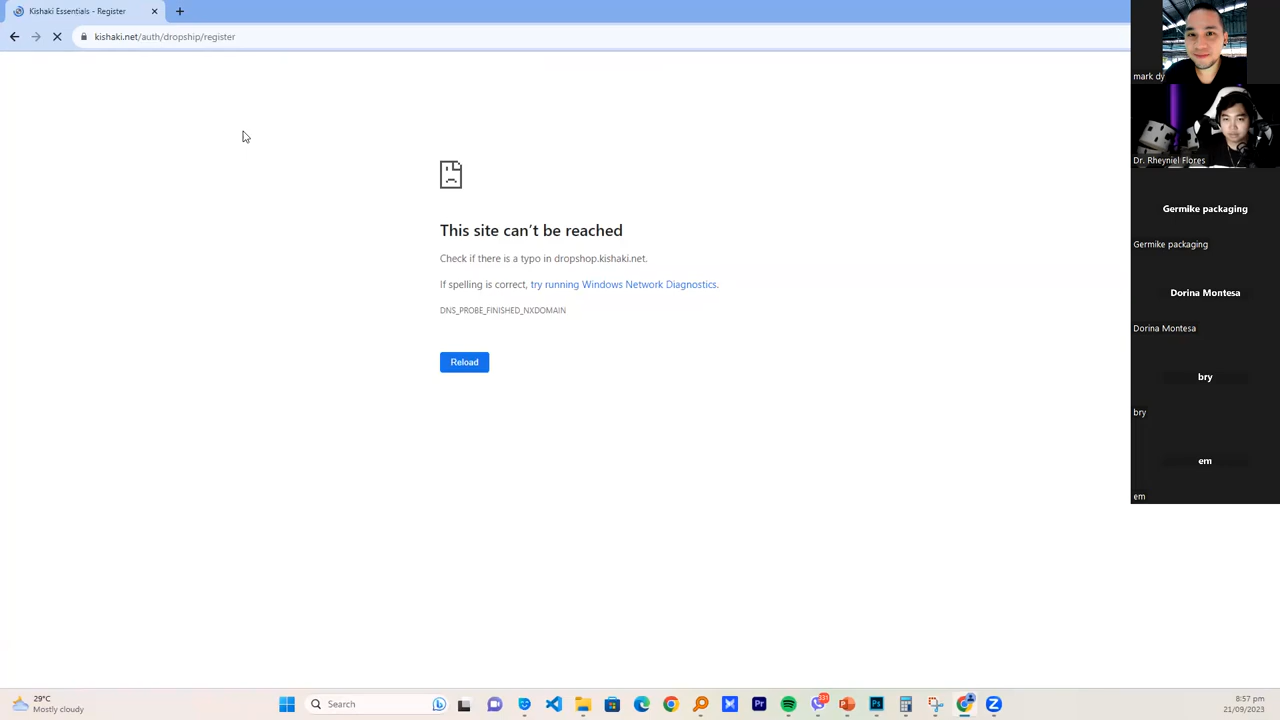 Kishaki Essentials - Register
kishaki.net/auth/dropship/register
This site can't be reached
Check if there is a typo in dropshop.kishaki.net.
If spelling is correct, try running Windows Network Diagnostics.
DNS_PROBE_FINISHED_NXDOMAIN
Reload
mark dy
Dr. Rheyniel Flores
Germike packaging
Germike packaging
Dorina Montesa
Dorina Montesa
bry
bry
em
em
29°C
Mostly cloudy
Search
Pr
331
Ps
8:57 pm
21/09/2023